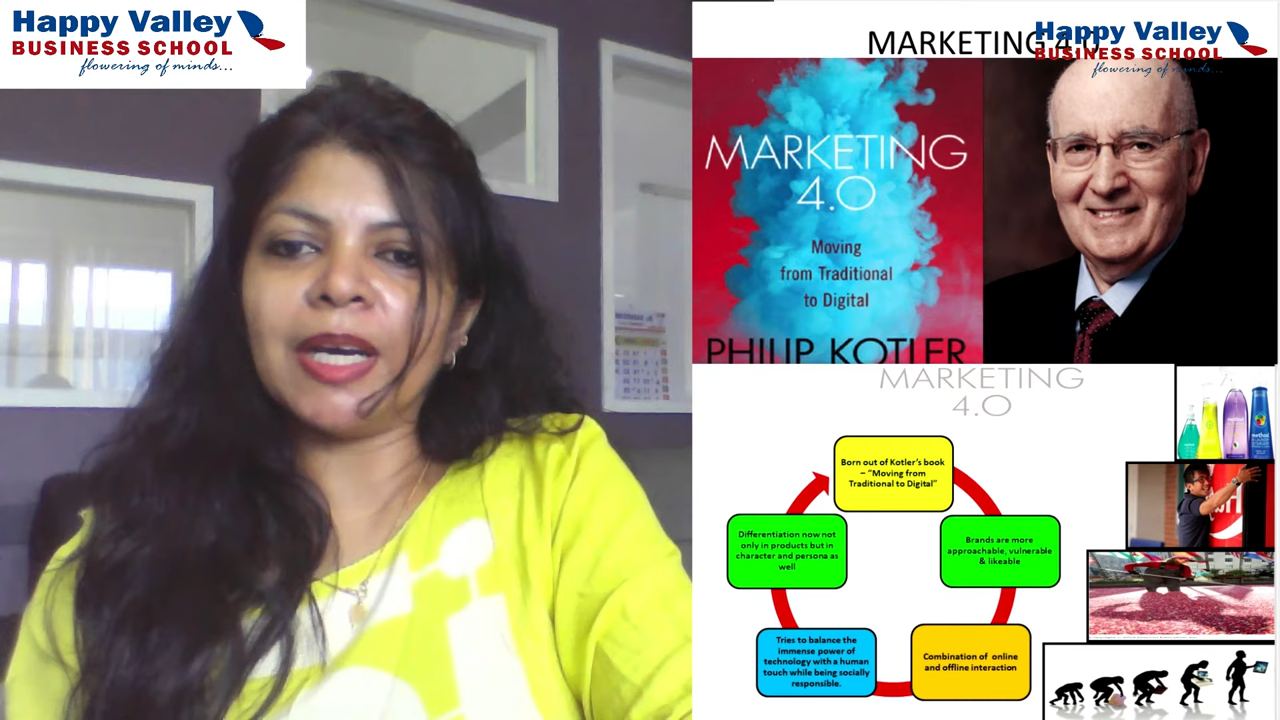 Happy Valley
BUSINESS SCHOOL
flowering of minds...
MARKETING 4.0
Happy Valley
BUSINESS SCHOOL
flowering of minds...
MARKETING
4.0
Moving
from Traditional
to Digital
PHILIP KOTLER
MARKETING
4.0
Born out of Kotler's book
– "Moving from
Traditional to Digital"
Brands are more
approachable, vulnerable
& likeable
Combination of online
and offline interaction
Tries to balance the
immense power of
technology with a human
touch while being socially
responsible.
Differentiation now not
only in products but in
character and persona as
well
method